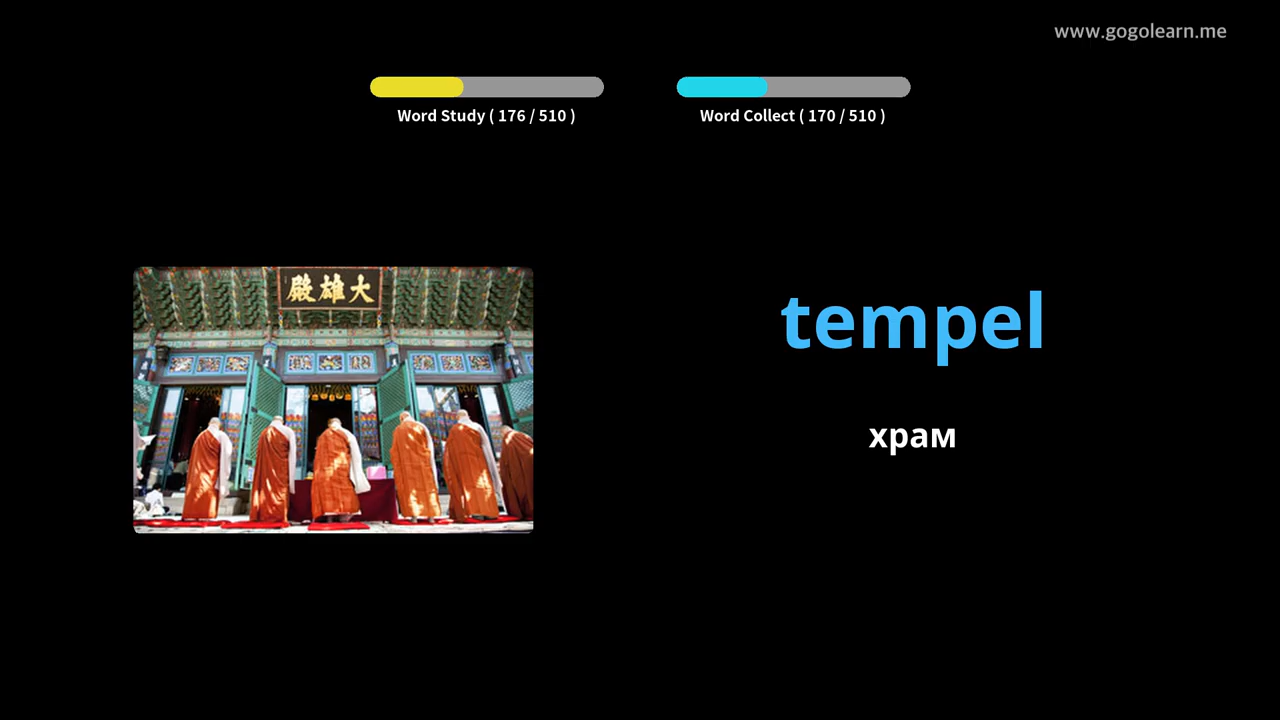 www.gogolearn.me
Word Study ( 176 / 510 )
Word Collect ( 170 / 510 )
殿雄大
tempel
храм